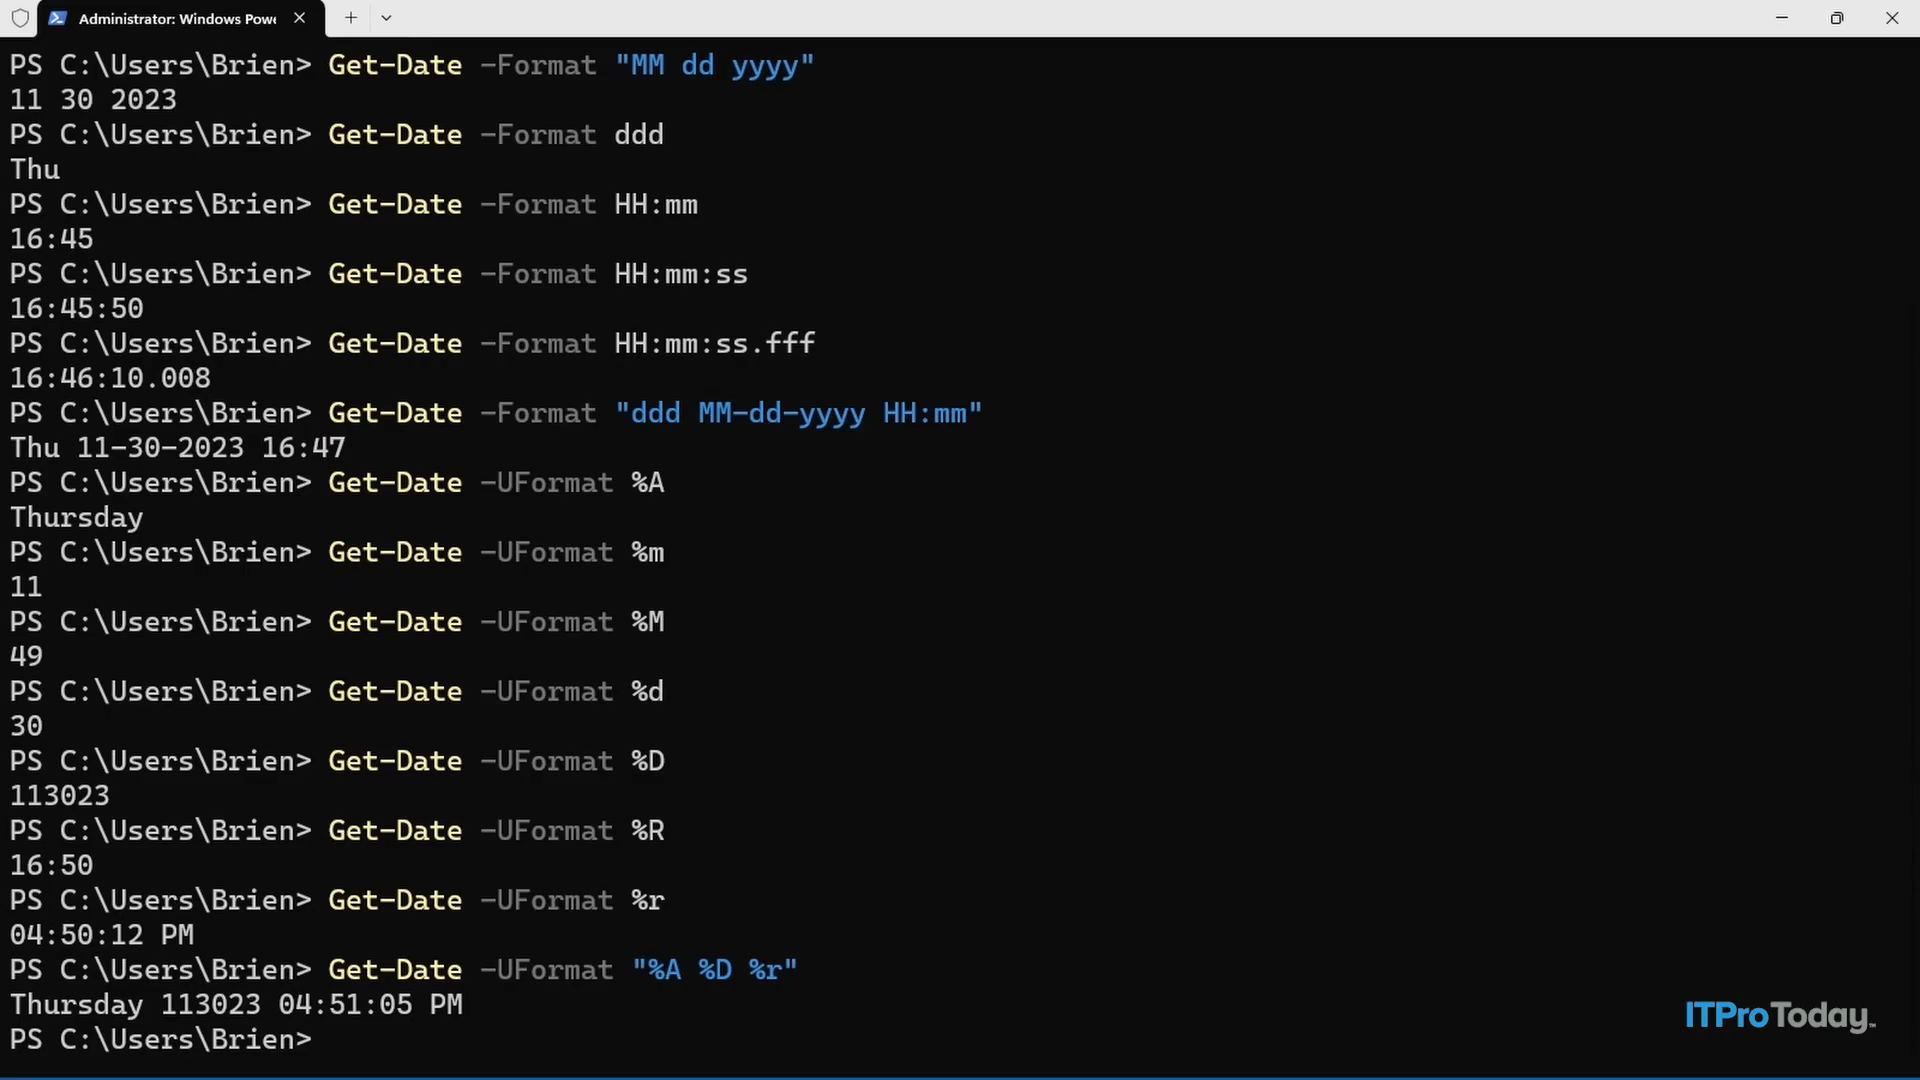 Administrator: Windows Powe
PS C:\Users\Brien> Get-Date -Format "MM dd yyyy"
11 30 2023
PS C:\Users\Brien> Get-Date -Format ddd
Thu
PS C:\Users\Brien> Get-Date -Format HH:mm
16:45
PS C:\Users\Brien> Get-Date -Format HH:mm:ss
16:45:50
PS C:\Users\Brien> Get-Date -Format HH:mm:ss.fff
16:46:10.008
PS C:\Users\Brien> Get-Date -Format "ddd MM-dd-yyyy HH:mm"
Thu 11-30-2023 16:47
PS C:\Users\Brien> Get-Date -UFormat %A
Thursday
PS C:\Users\Brien> Get-Date -UFormat %m
11
PS C:\Users\Brien> Get-Date -UFormat %M
49
PS C:\Users\Brien> Get-Date -UFormat %d
30
PS C:\Users\Brien> Get-Date -UFormat %D
113023
PS C:\Users\Brien> Get-Date -UFormat %R
16:50
PS C:\Users\Brien> Get-Date -UFormat %r
04:50:12 PM
PS C:\Users\Brien> Get-Date -UFormat "%A %D %r"
Thursday 113023 04:51:05 PM
PS C:\Users\Brien>
ITProToday™